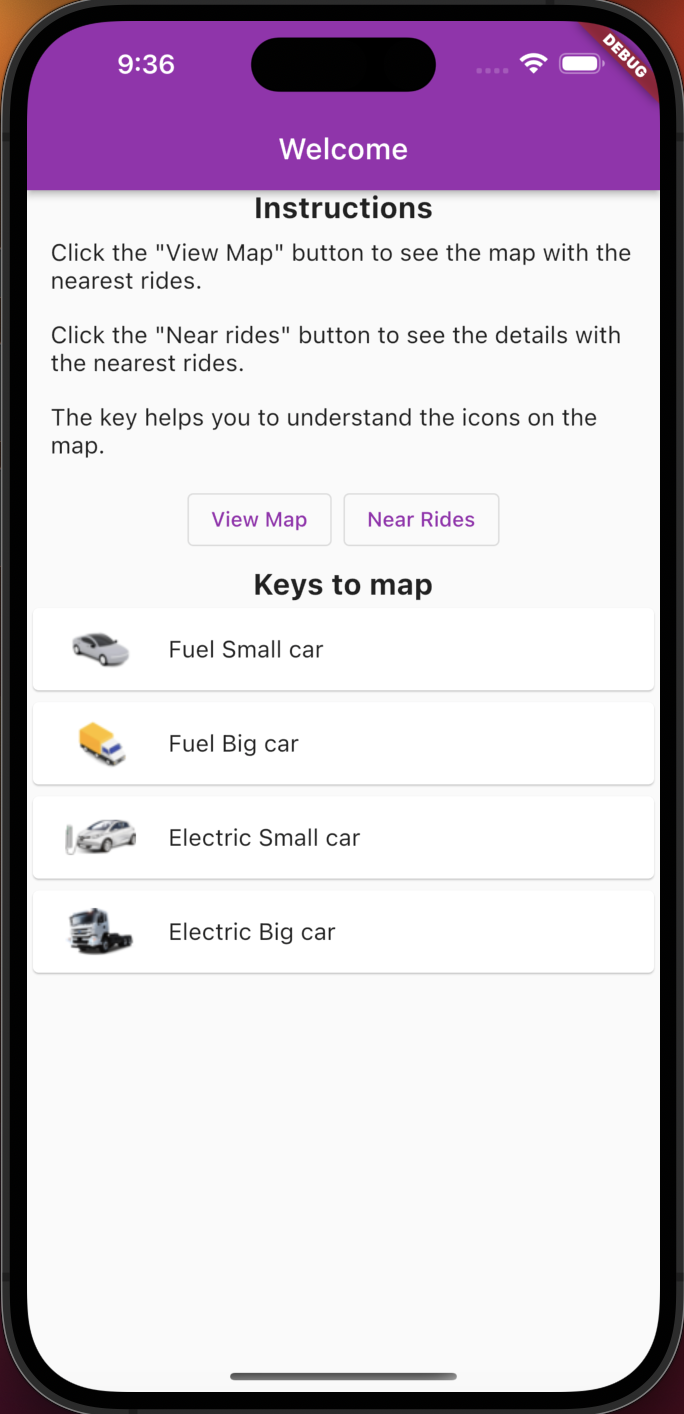 9:36
DEBUG
Welcome
Instructions
Click the "View Map" button to see the map with the
nearest rides.
Click the "Near rides" button to see the details with
the nearest rides.
The key helps you to understand the icons on the
map.
View Map
Near Rides
Keys to map
Fuel Small car
Fuel Big car
Electric Small car
Electric Big car